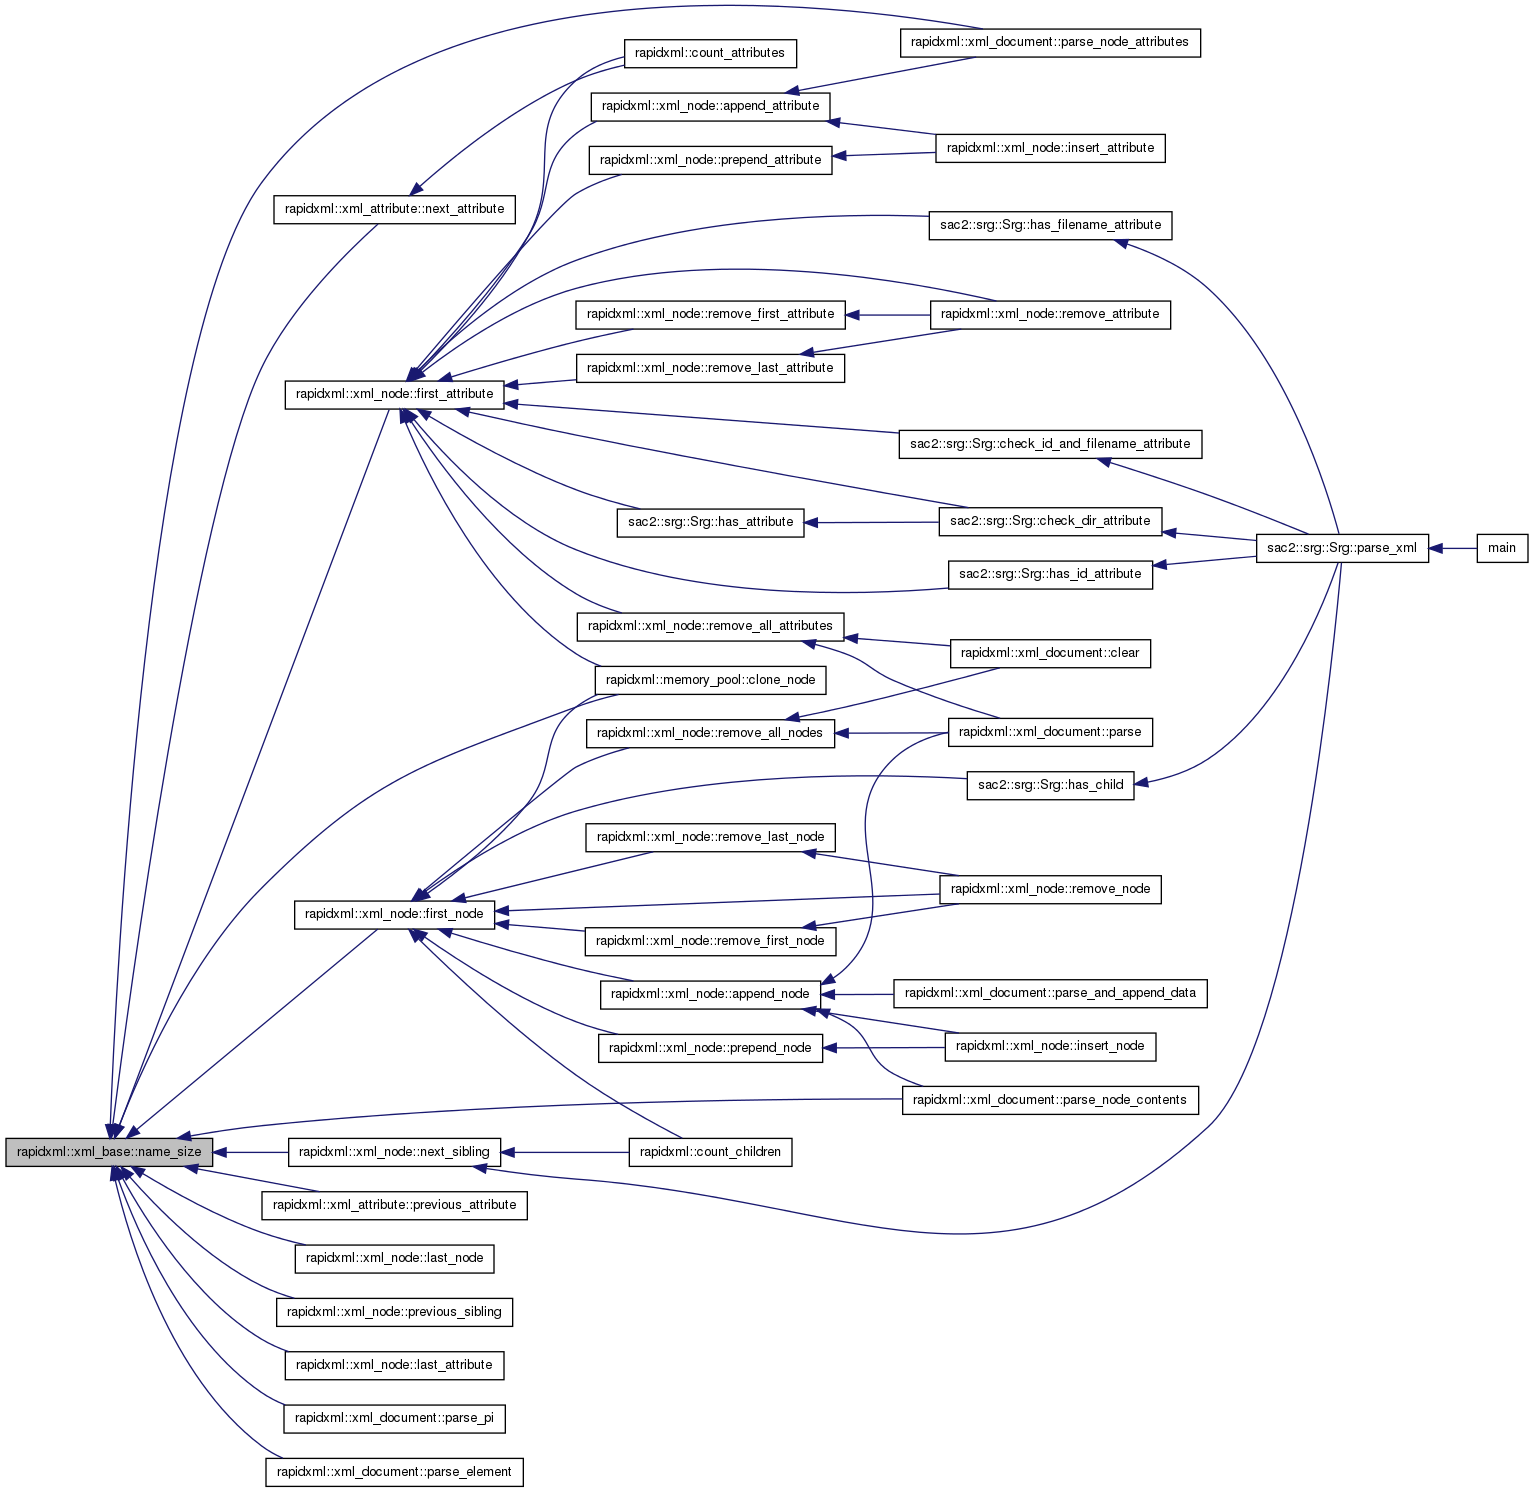 rapidxml::xml_document::parse_node_attributes
rapidxml::count_attributes
rapidxml::xml_node::append_attribute
rapidxml::xml_node::insert_attribute
rapidxml::xml_node::prepend_attribute
rapidxml::xml_attribute::next_attribute
sac2::srg::Srg::has_filename_attribute
rapidxml::xml_node::remove_first_attribute
rapidxml::xml_node::remove_attribute
rapidxml::xml_node::remove_last_attribute
rapidxml::xml_node::first_attribute
sac2::srg::Srg::check_id_and_filename_attribute
sac2::srg::Srg::has_attribute
sac2::srg::Srg::check_dir_attribute
sac2::srg::Srg::parse_xml
main
sac2::srg::Srg::has_id_attribute
rapidxml::xml_node::remove_all_attributes
rapidxml::xml_document::clear
rapidxml::memory_pool::clone_node
rapidxml::xml_node::remove_all_nodes
rapidxml::xml_document::parse
sac2::srg::Srg::has_child
rapidxml::xml_node::remove_last_node
rapidxml::xml_node::remove_node
rapidxml::xml_node::first_node
rapidxml::xml_node::remove_first_node
rapidxml::xml_node::append_node
rapidxml::xml_document::parse_and_append_data
rapidxml::xml_node::prepend_node
rapidxml::xml_node::insert_node
rapidxml::xml_document::parse_node_contents
rapidxml::xml_base::name_size
rapidxml::xml_node::next_sibling
rapidxml::count_children
rapidxml::xml_attribute::previous_attribute
rapidxml::xml_node::last_node
rapidxml::xml_node::previous_sibling
rapidxml::xml_node::last_attribute
rapidxml::xml_document::parse_pi
rapidxml::xml_document::parse_element